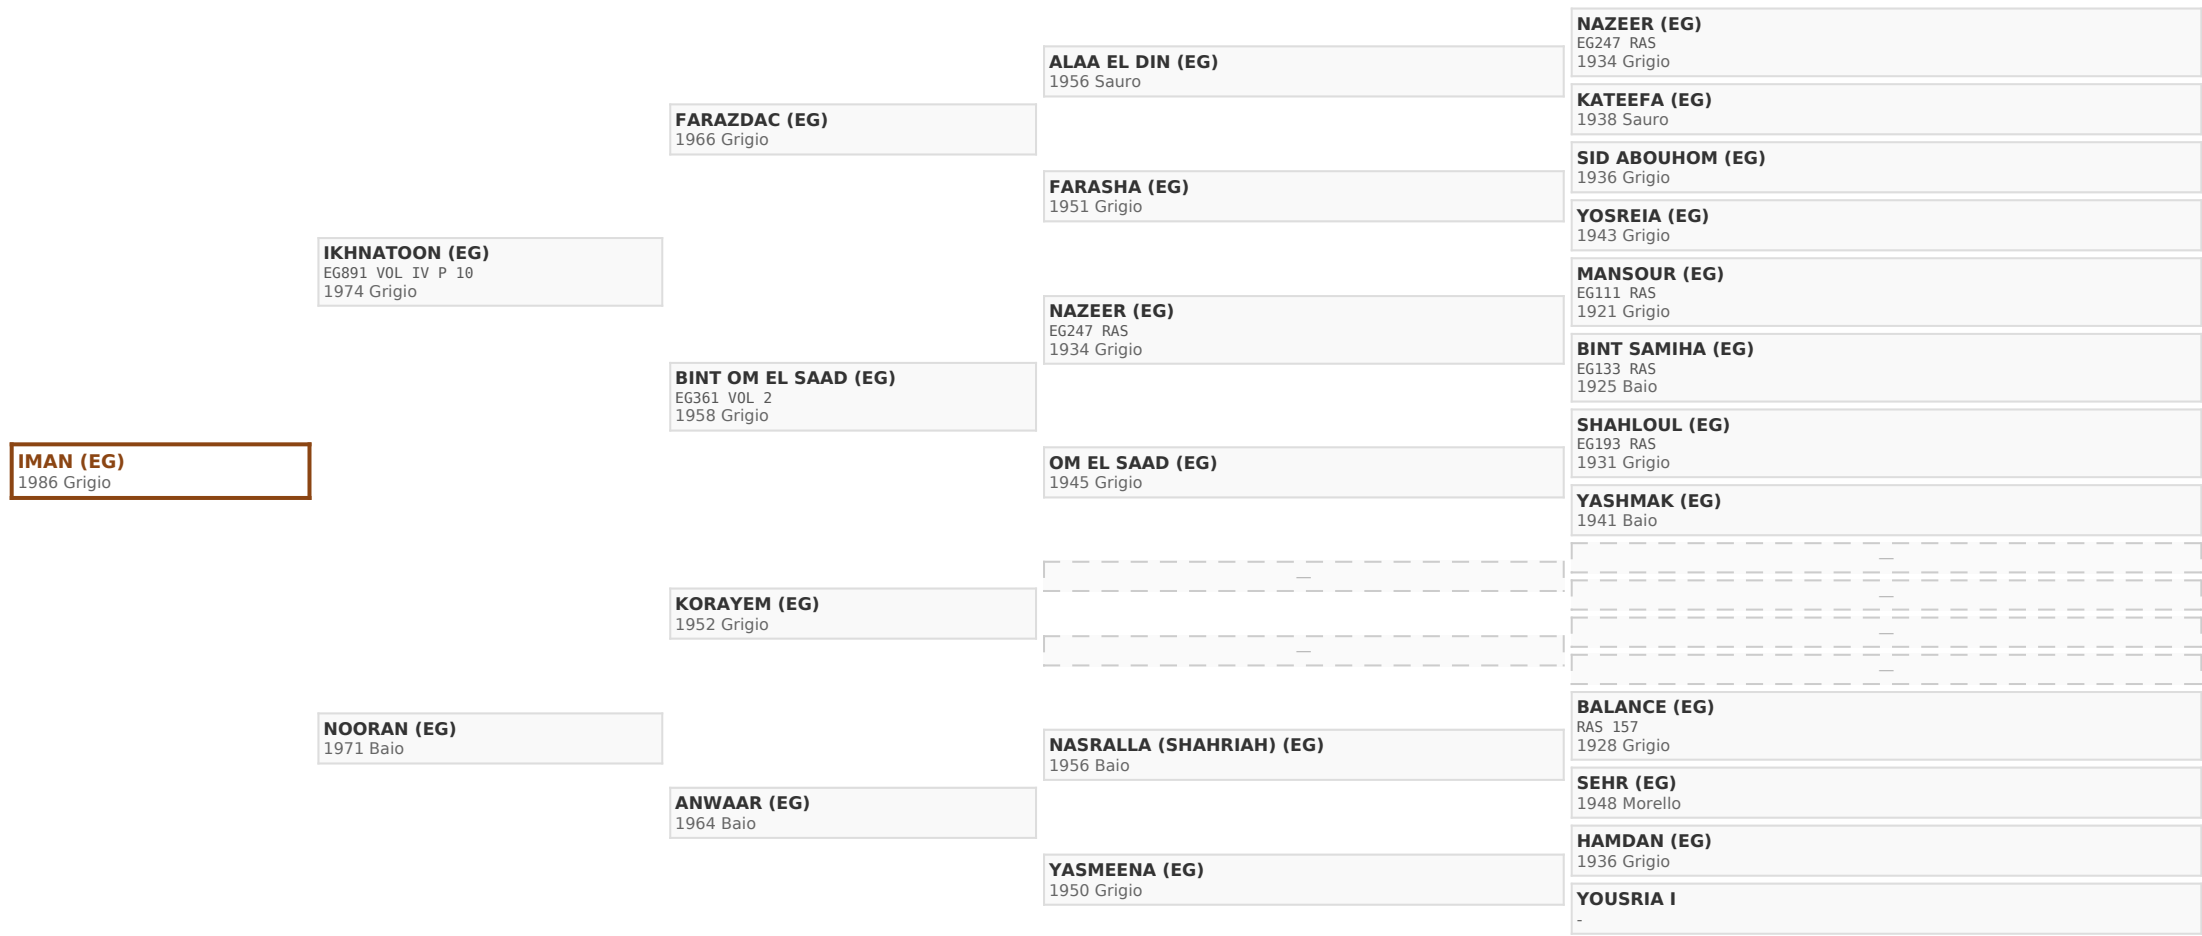 IMAN (EG)
1986 Grigio
IKHNATOON (EG)
EG891 VOL IV P 10
1974 Grigio
NOORAN (EG)
1971 Baio
FARAZDAC (EG)
1966 Grigio
BINT OM EL SAAD (EG)
EG361 VOL 2
1958 Grigio
KORAYEM (EG)
1952 Grigio
ANWAAR (EG)
1964 Baio
ALAA EL DIN (EG)
1956 Sauro
FARASHA (EG)
1951 Grigio
NAZEER (EG)
EG247 RAS
1934 Grigio
OM EL SAAD (EG)
1945 Grigio
—
—
NASRALLA (SHAHRIAH) (EG)
1956 Baio
YASMEENA (EG)
1950 Grigio
NAZEER (EG)
EG247 RAS
1934 Grigio
KATEEFA (EG)
1938 Sauro
SID ABOUHOM (EG)
1936 Grigio
YOSREIA (EG)
1943 Grigio
MANSOUR (EG)
EG111 RAS
1921 Grigio
BINT SAMIHA (EG)
EG133 RAS
1925 Baio
SHAHLOUL (EG)
EG193 RAS
1931 Grigio
YASHMAK (EG)
1941 Baio
—
—
—
—
BALANCE (EG)
RAS 157
1928 Grigio
SEHR (EG)
1948 Morello
HAMDAN (EG)
1936 Grigio
YOUSRIA I
-